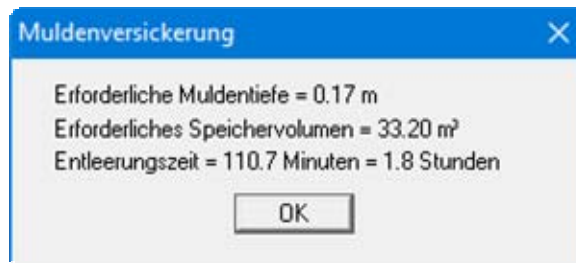 Muldenversickerung
Erforderliche Muldentiefe = 0.17 m
Erforderliches Speichervolumen = 33.20 m³
Entleerungszeit = 110.7 Minuten = 1.8 Stunden
OK